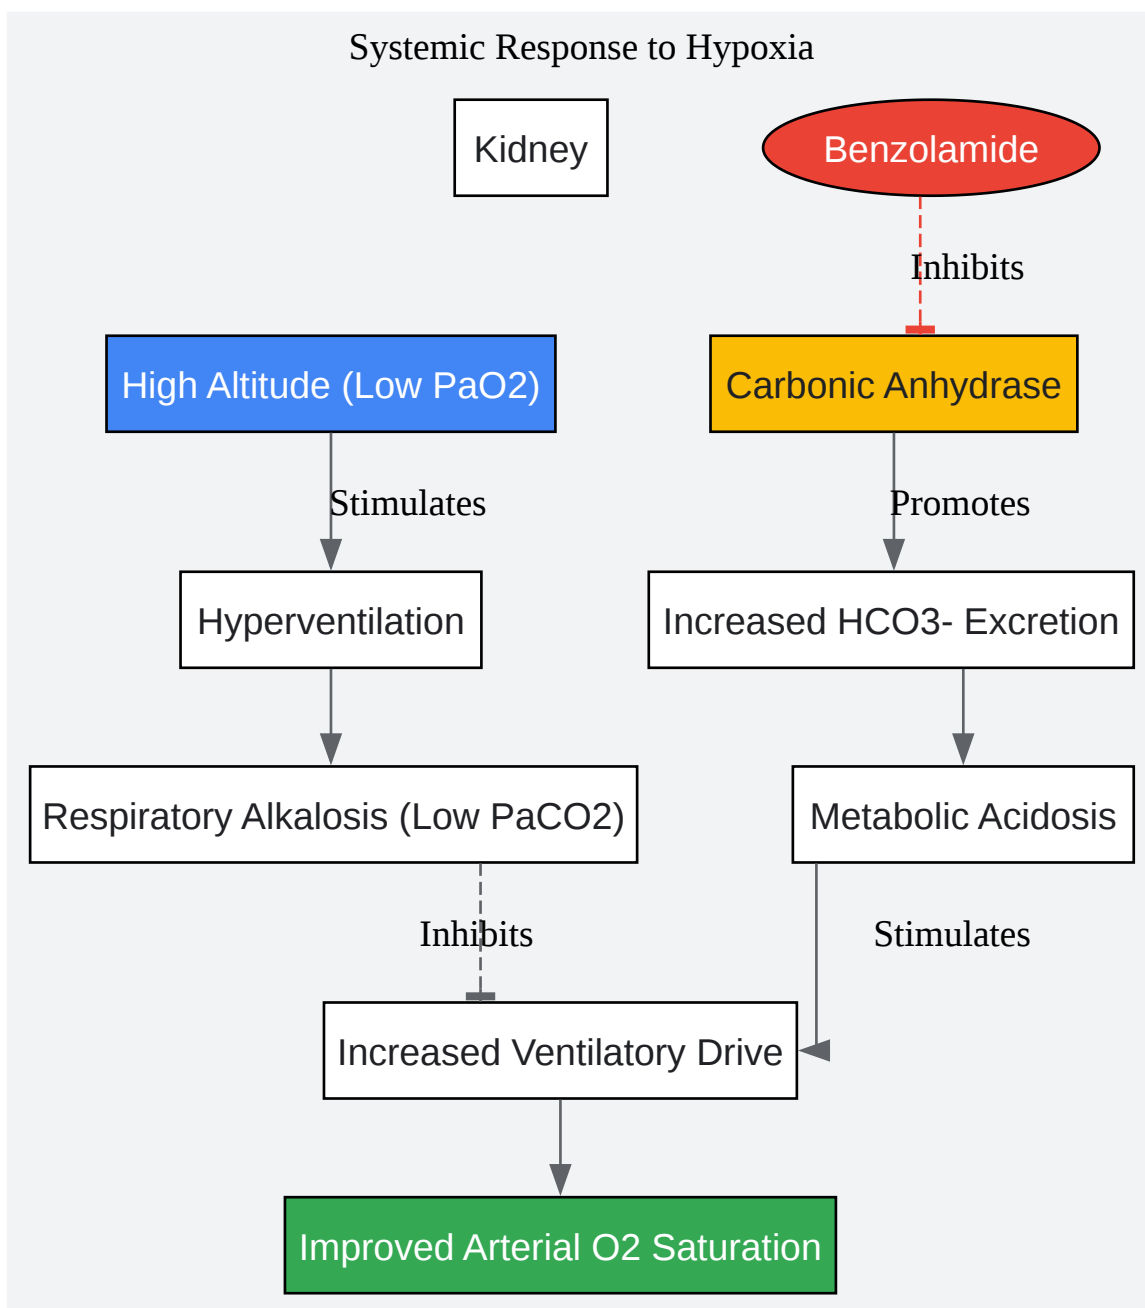 Systemic Response to Hypoxia
Kidney
Benzolamide
Inhibits
High Altitude (Low PaO2)
Carbonic Anhydrase
Stimulates
Promotes
Hyperventilation
Increased HCO3- Excretion
Respiratory Alkalosis (Low PaCO2)
Metabolic Acidosis
Inhibits
Stimulates
Increased Ventilatory Drive
Improved Arterial O2 Saturation